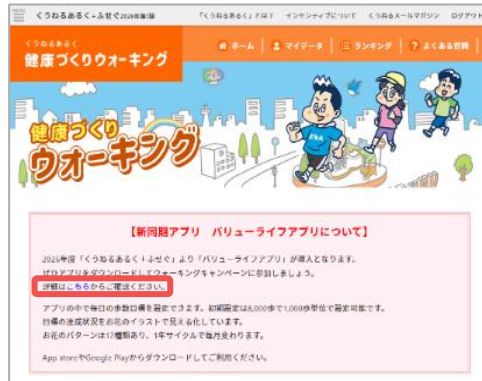 MENU
くうねるあるく+ふせぐ2026年第1回
「くうねるあるく」とは？ インセンティブについて くうねるメールマガジン ログアウト
くうねるあるく
健康づくりウオーキング
ホーム マイデータ ランキング よくある質問
健康づくり
ウオーキング
【新同期アプリ バリューライフアプリについて】
2026年度「くうねるあるく+ふせぐ」より「バリューライフアプリ」が導入となります。
ぜひアプリをダウンロードしてウォーキングキャンペーンに参加しましょう。
詳細はこちらからご確認ください。
アプリの中で毎日の歩数目標を設定できます。初期設定は8,000歩で1,000歩単位で設定可能です。
目標の達成状況をお花のイラストで見える化しています。
お花のパターンは12種類あり、1年サイクルで毎月変わります。
App storeやGoogle Playからダウンロードしてご利用ください。